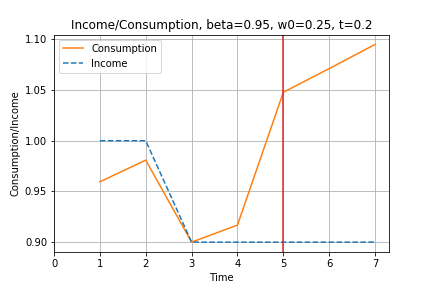 Income/Consumption, beta=0.95, w0=0.25, t=0.2
Consumption
Income
Consumption/Income
1.10
1.05
1.00
0.95
0.90
0 1 2 3 4 5 6 7
Time